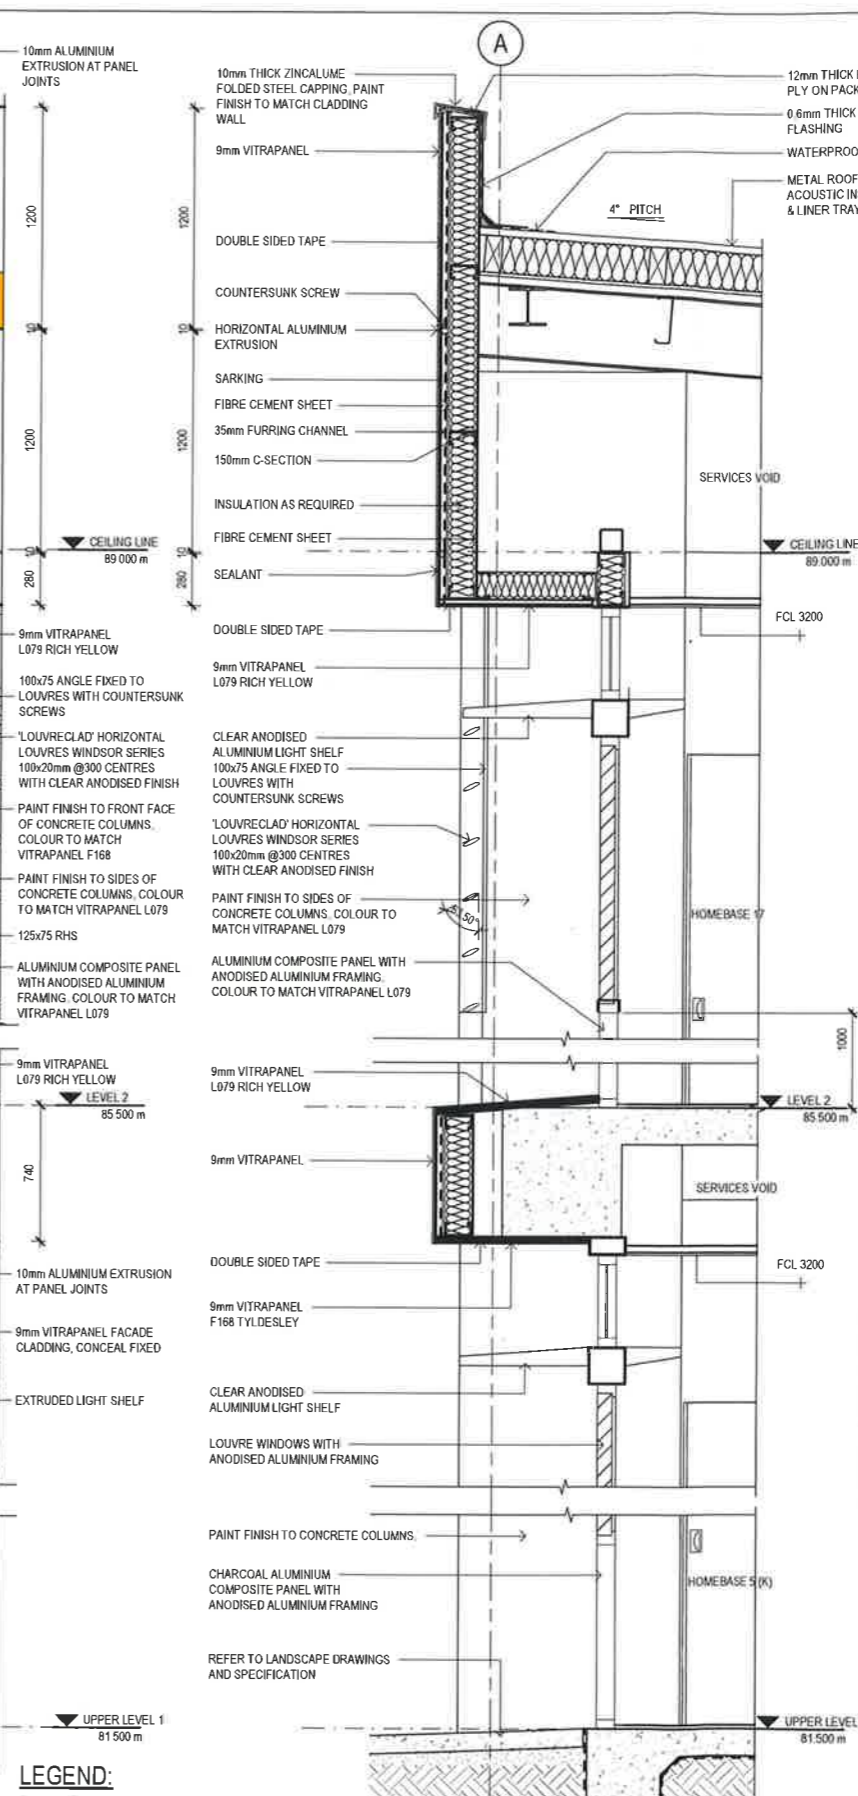 10mm ALUMINIUM
EXTRUSION AT PANEL
JOINTS
A
10mm THICK ZINCALUME
FOLDED STEEL CAPPING, PAINT
FINISH TO MATCH CLADDING
WALL
9mm VITRAPANEL
DOUBLE SIDED TAPE
COUNTERSUNK SCREW
HORIZONTAL ALUMINIUM
EXTRUSION
SARKING
FIBRE CEMENT SHEET
35mm FURRING CHANNEL
150mm C-SECTION
INSULATION AS REQUIRED
FIBRE CEMENT SHEET
SEALANT
DOUBLE SIDED TAPE
9mm VITRAPANEL
L079 RICH YELLOW
CLEAR ANODISED
ALUMINIUM LIGHT SHELF
100x75 ANGLE FIXED TO
LOUVRES WITH
COUNTERSUNK SCREWS
'LOUVRECLAD' HORIZONTAL
LOUVRES WINDSOR SERIES
100x20mm @300 CENTRES
WITH CLEAR ANODISED FINISH
PAINT FINISH TO SIDES OF
CONCRETE COLUMNS, COLOUR TO
MATCH VITRAPANEL L079
ALUMINIUM COMPOSITE PANEL WITH
ANODISED ALUMINIUM FRAMING.
COLOUR TO MATCH VITRAPANEL L079
9mm VITRAPANEL
L079 RICH YELLOW
9mm VITRAPANEL
DOUBLE SIDED TAPE
9mm VITRAPANEL
F168 TYLDESLEY
CLEAR ANODISED
ALUMINIUM LIGHT SHELF
LOUVRE WINDOWS WITH
ANODISED ALUMINIUM FRAMING
PAINT FINISH TO CONCRETE COLUMNS.
CHARCOAL ALUMINIUM
COMPOSITE PANEL WITH
ANODISED ALUMINIUM FRAMING
REFER TO LANDSCAPE DRAWINGS
AND SPECIFICATION
12mm THICK
PLY ON PACK
0.6mm THICK
FLASHING
WATERPROO
METAL ROOF
ACOUSTIC IN
& LINER TRAY
4° PITCH
1200
10
1200
10
280
1200
10
1200
10
280
CEILING LINE
89 000 m
SERVICES VOID
CEILING LINE
89.000 m
FCL 3200
9mm VITRAPANEL
L079 RICH YELLOW
100x75 ANGLE FIXED TO
LOUVRES WITH COUNTERSUNK
SCREWS
'LOUVRECLAD' HORIZONTAL
LOUVRES WINDSOR SERIES
100x20mm @300 CENTRES
WITH CLEAR ANODISED FINISH
PAINT FINISH TO FRONT FACE
OF CONCRETE COLUMNS,
COLOUR TO MATCH
VITRAPANEL F168
PAINT FINISH TO SIDES OF
CONCRETE COLUMNS, COLOUR
TO MATCH VITRAPANEL L079
125x75 RHS
ALUMINIUM COMPOSITE PANEL
WITH ANODISED ALUMINIUM
FRAMING. COLOUR TO MATCH
VITRAPANEL L079
9mm VITRAPANEL
L079 RICH YELLOW
LEVEL 2
85 500 m
740
10mm ALUMINIUM EXTRUSION
AT PANEL JOINTS
9mm VITRAPANEL FACADE
CLADDING, CONCEAL FIXED
EXTRUDED LIGHT SHELF
HOMEBASE 17
1000
LEVEL 2
85.500 m
SERVICES VOID
FCL 3200
HOMEBASE 5 (K)
UPPER LEVEL 1
81 500 m
UPPER LEVEL
81.500 m
LEGEND: